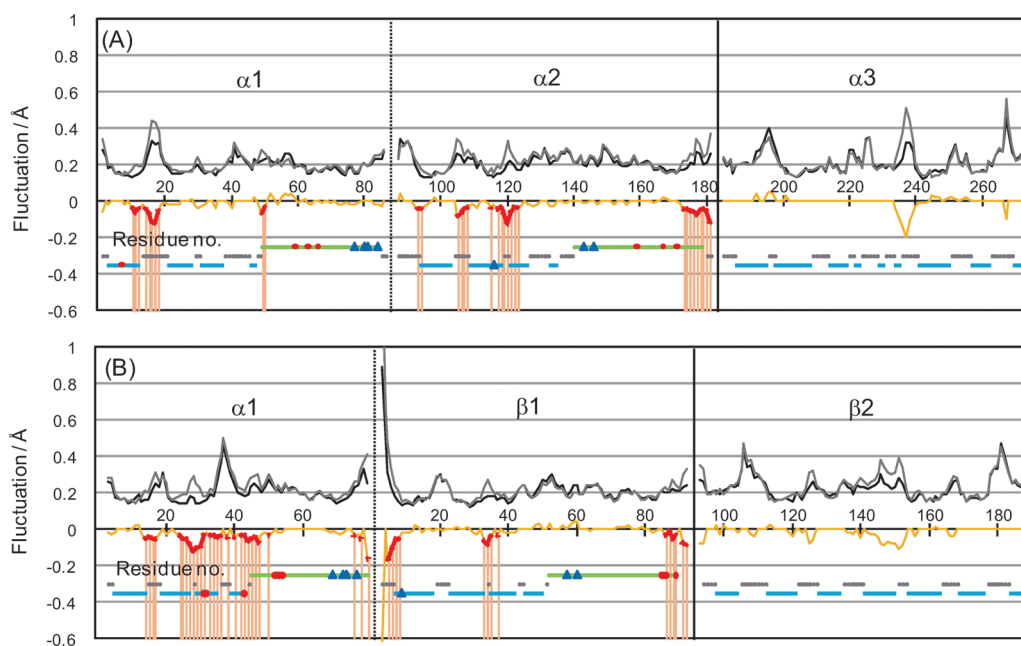 (A)
α1 α2 α3
Fluctuation / Å
1
0.8
0.6
0.4
0.2
0
-0.2
-0.4
-0.6
20 40 60 80 100 120 140 160 180 200 220 240 260
Residue no.
(B)
α1 β1 β2
Fluctuation / Å
1
0.8
0.6
0.4
0.2
0
-0.2
-0.4
-0.6
20 40 60 20 40 60 80 100 120 140 160 180
Residue no.